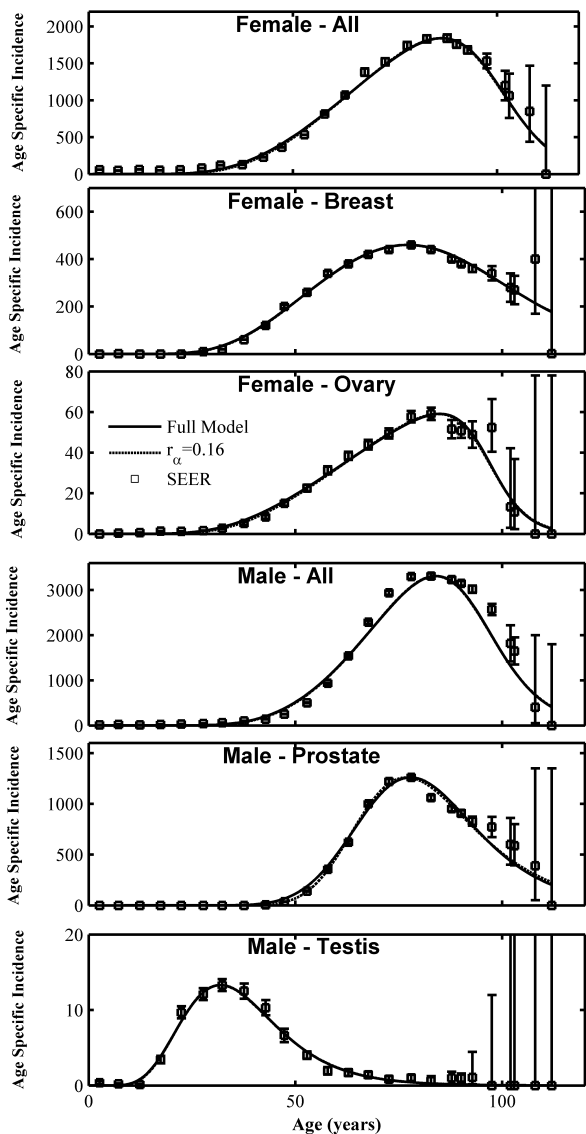 Female - All
Age Specific Incidence
2000
1500
1000
500
0
Female - Breast
Age Specific Incidence
600
400
200
0
Female - Ovary
Age Specific Incidence
80
60
40
20
0
Full Model
rα=0.16
SEER
Male - All
Age Specific Incidence
3000
2000
1000
0
Male - Prostate
Age Specific Incidence
1500
1000
500
0
Male - Testis
Age Specific Incidence
20
10
0
0 50 100
Age (years)